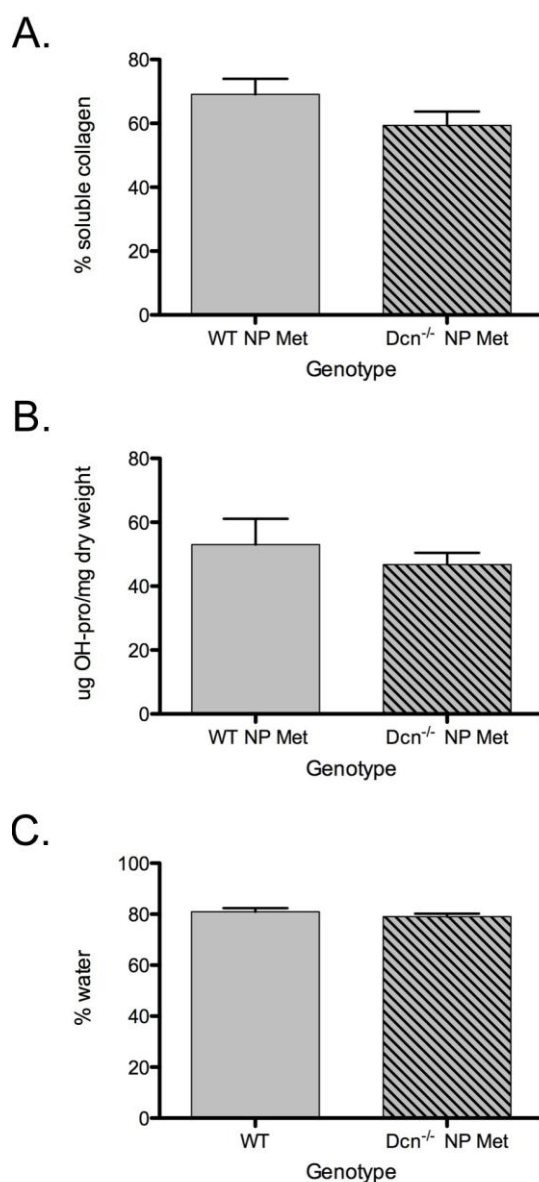 A.
80
60
40
20
0
% soluble collagen
WT NP Met
Dcn-/- NP Met
Genotype
B.
80
60
40
20
0
ug OH-pro/mg dry weight
WT NP Met
Dcn-/- NP Met
Genotype
C.
100
80
60
40
20
0
% water
WT
Dcn-/- NP Met
Genotype